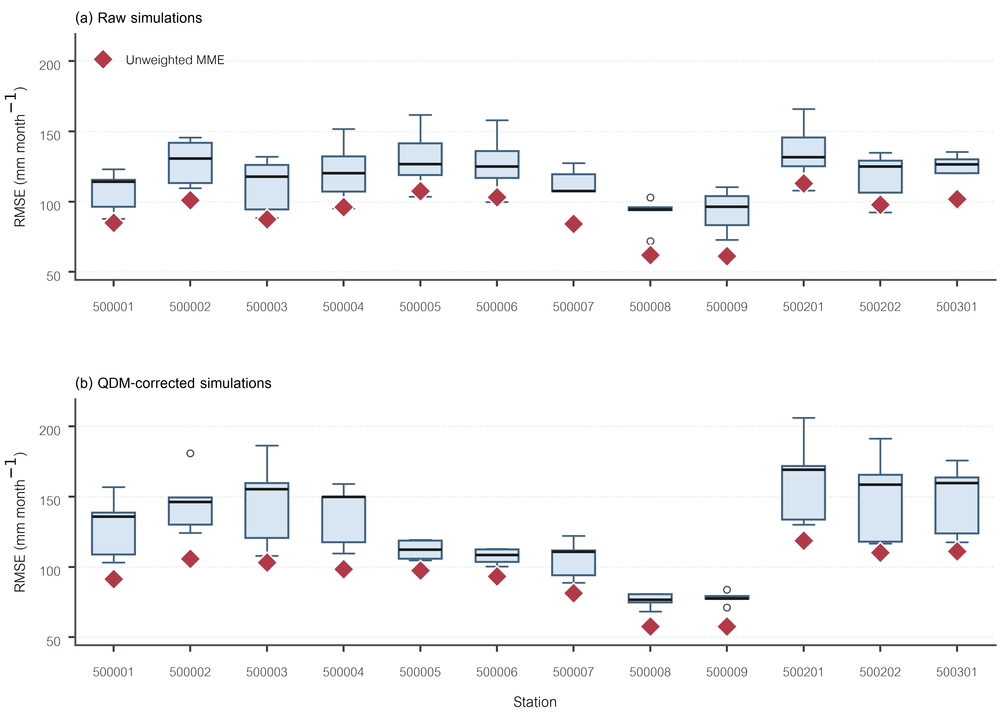 (a) Raw simulations
Unweighted MME
RMSE (mm month⁻¹)
200
150
100
50
500001 500002 500003 500004 500005 500006 500007 500008 500009 500201 500202 500301
(b) QDM-corrected simulations
RMSE (mm month⁻¹)
200
150
100
50
500001 500002 500003 500004 500005 500006 500007 500008 500009 500201 500202 500301
Station